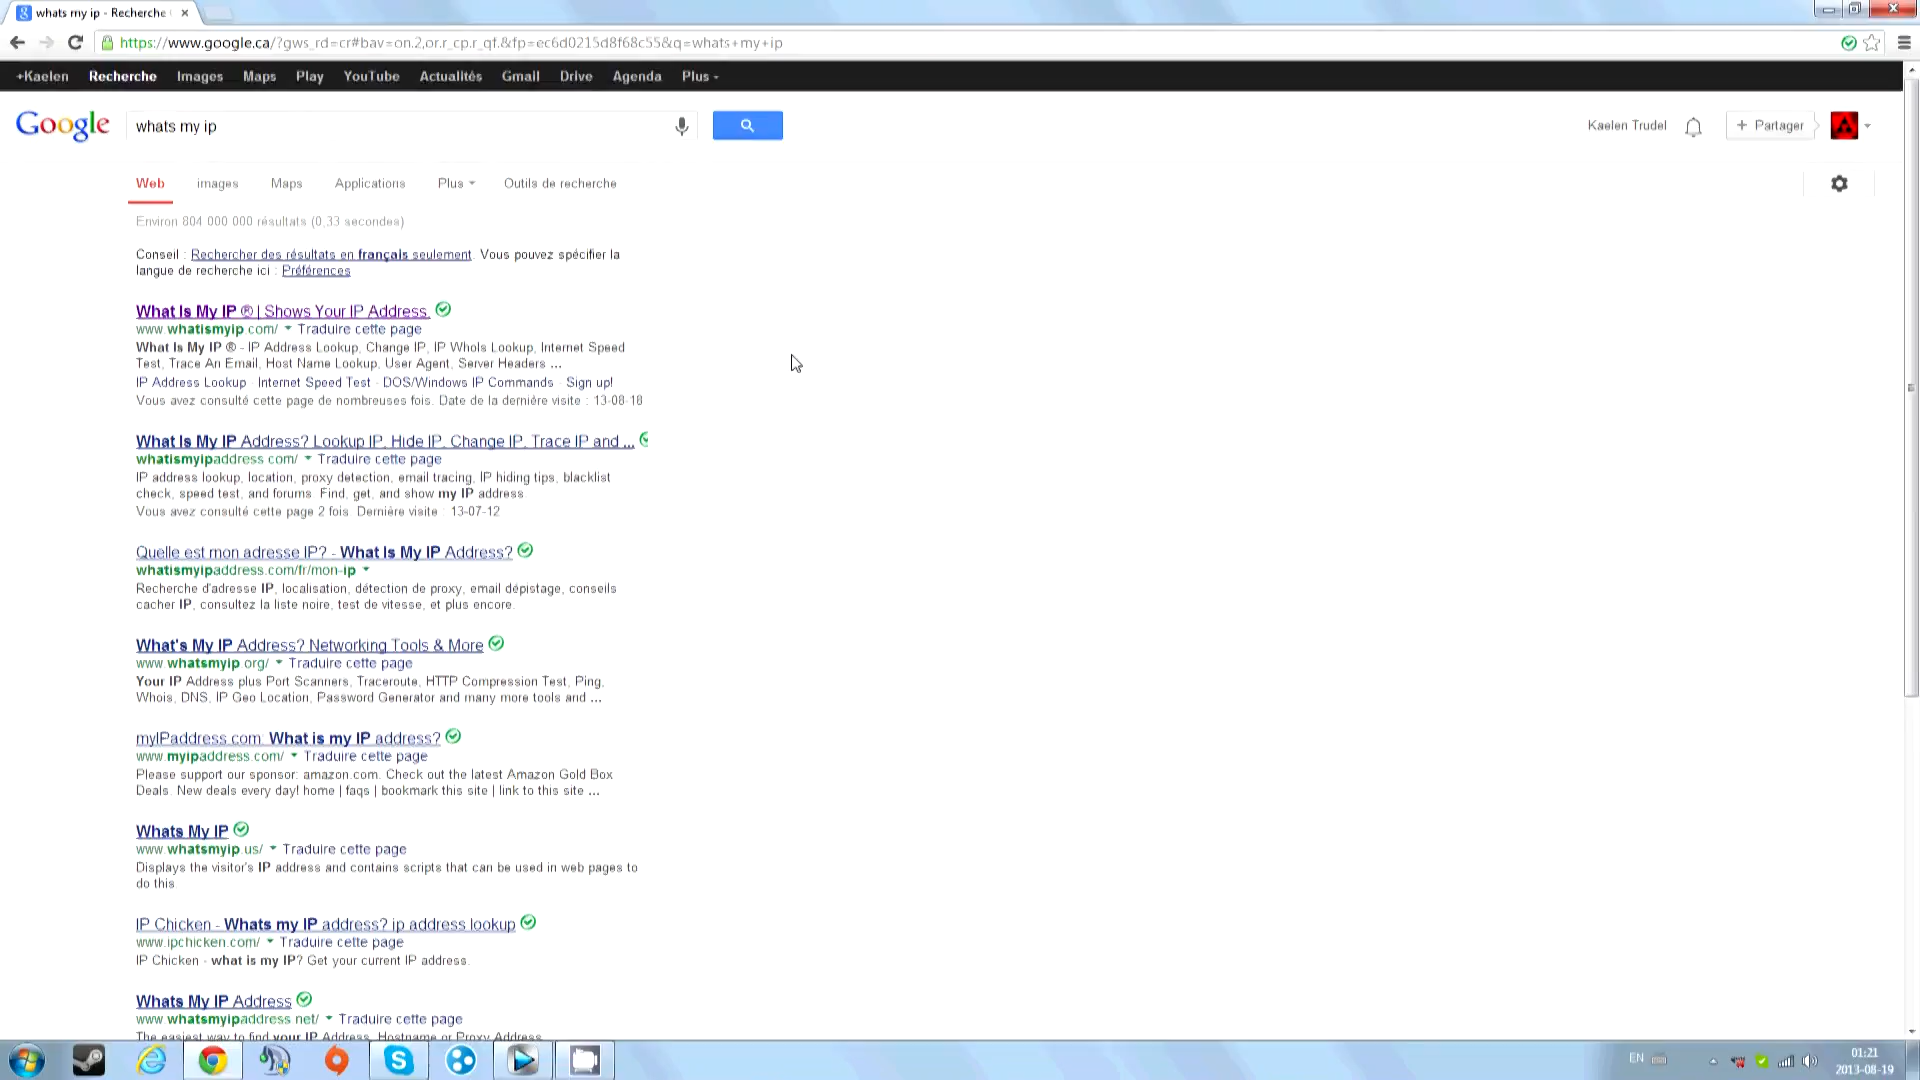 whats my ip - Recherche
https://www.google.ca/?gws_rd=cr#bav=on.2,or.r_cp.r_qf.&fp=ec6d0215d8f68c55&q=whats+my+ip
+Kaelen Recherche Images Maps Play YouTube Actualités Gmail Drive Agenda Plus
Google whats my ip Kaelen Trudel + Partager
Web images Maps Applications Plus Outils de recherche
Environ 804 000 000 résultats (0,33 secondes)
Conseil : Rechercher des résultats en français seulement. Vous pouvez spécifier la
langue de recherche ici : Préférences
What Is My IP ® | Shows Your IP Address.
www.whatismyip.com/ Traduire cette page
What Is My IP ® - IP Address Lookup, Change IP, IP WhoIs Lookup, Internet Speed
Test, Trace An Email, Host Name Lookup, User Agent, Server Headers ...
IP Address Lookup - Internet Speed Test - DOS/Windows IP Commands - Sign up!
Vous avez consulté cette page de nombreuses fois. Date de la dernière visite : 13-08-18
What Is My IP Address? Lookup IP, Hide IP, Change IP, Trace IP and ...
whatismyipaddress.com/ Traduire cette page
IP address lookup, location, proxy detection, email tracing, IP hiding tips, blacklist
check, speed test, and forums. Find, get, and show my IP address
Vous avez consulté cette page 2 fois. Dernière visite : 13-07-12
Quelle est mon adresse IP? - What Is My IP Address?
whatismyipaddress.com/fr/mon-ip
Recherche d'adresse IP, localisation, détection de proxy, email dépistage, conseils
cacher IP, consultez la liste noire, test de vitesse, et plus encore.
What's My IP Address? Networking Tools & More
www.whatsmyip.org/ Traduire cette page
Your IP Address plus Port Scanners, Traceroute, HTTP Compression Test, Ping,
Whois, DNS, IP Geo Location, Password Generator and many more tools and ...
myIPaddress.com: What is my IP address?
www.myipaddress.com/ Traduire cette page
Please support our sponsor: amazon.com. Check out the latest Amazon Gold Box
Deals. New deals every day! home | faqs | bookmark this site | link to this site ...
Whats My IP
www.whatsmyip.us/ Traduire cette page
Displays the visitor's IP address and contains scripts that can be used in web pages to
do this.
IP Chicken - Whats my IP address? ip address lookup
www.ipchicken.com/ Traduire cette page
IP Chicken - what is my IP? Get your current IP address.
Whats My IP Address
www.whatsmyipaddress.net/ Traduire cette page
The easiest way to find your IP Address, Hostname or Proxy Address.
EN 01:21
2013-08-19